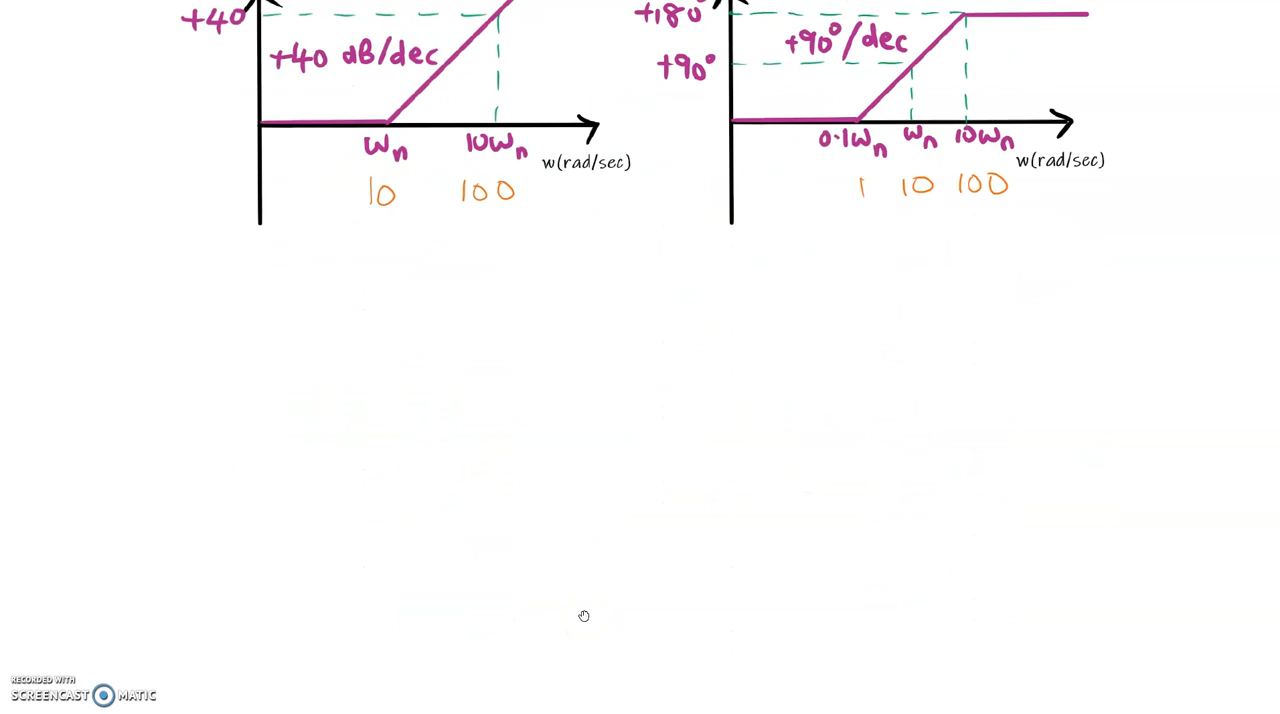 +40
+40 dB/dec
ωn 10ωn
w(rad/sec)
10 100
+180°
+90°/dec
+90°
0.1ωn ωn 10ωn
w(rad/sec)
1 10 100
RECORDED WITH
SCREENCAST MATIC